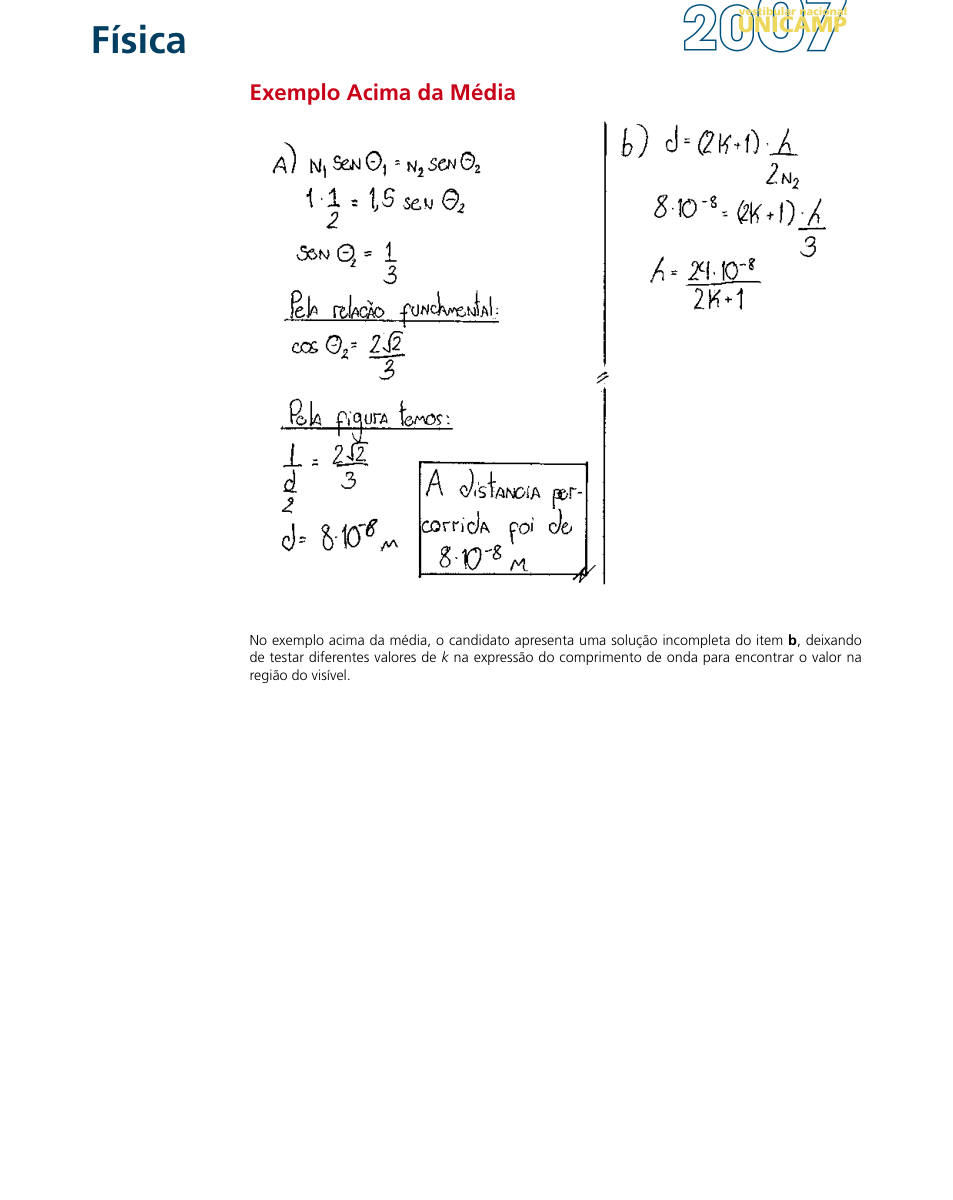 Física
2007
vestibular nacional
UNICAMP
Exemplo Acima da Média
A) N₁ SEN Θ₁ = N₂ SEN Θ₂
1 · 1/2 = 1,5 SEN Θ₂
SEN Θ₂ = 1/3
Pela relação fundamental:
cos Θ₂ = 2√2/3
Pela figura temos:
1/(d/2) = 2√2/3
d = 8·10⁻⁸ M
A distancia per-
corrida foi de
8·10⁻⁸ M
b) d = (2K+1) · λ/2N₂
8·10⁻⁸ = (2K+1) · λ/3
λ = 24·10⁻⁸/2K+1
No exemplo acima da média, o candidato apresenta uma solução incompleta do item b, deixando
de testar diferentes valores de k na expressão do comprimento de onda para encontrar o valor na
região do visível.